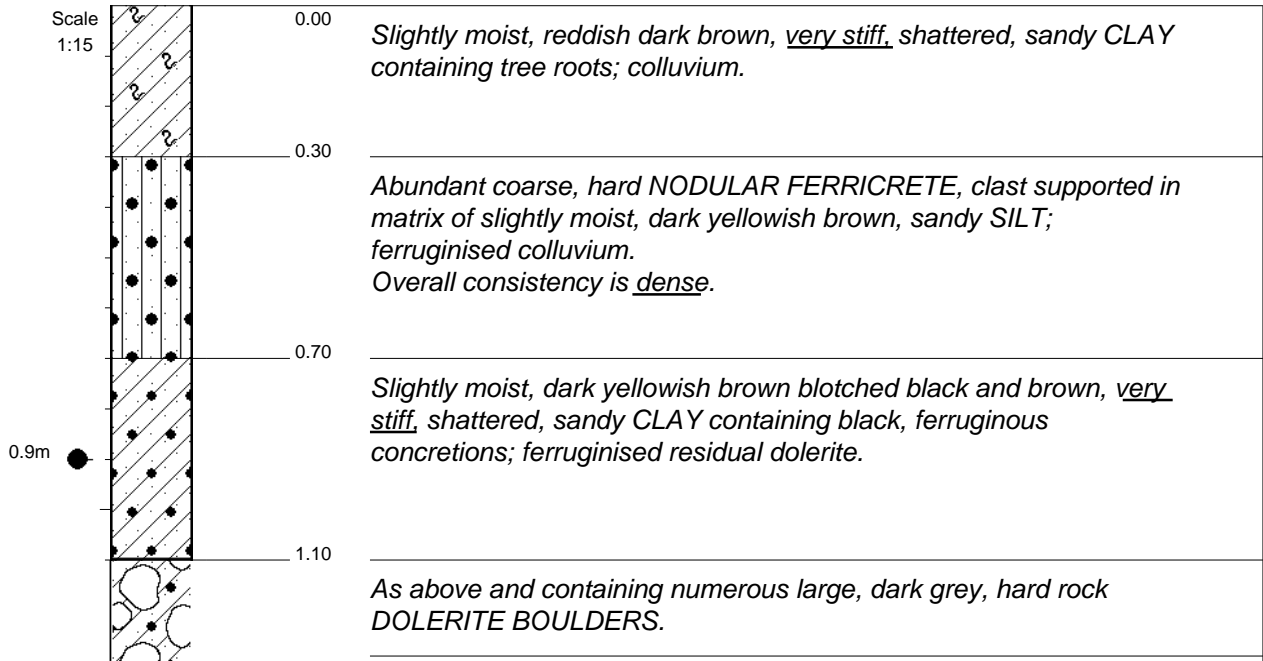 Scale
1:15
0.00
Slightly moist, reddish dark brown, very stiff, shattered, sandy CLAY
containing tree roots; colluvium.
0.30
Abundant coarse, hard NODULAR FERRICRETE, clast supported in
matrix of slightly moist, dark yellowish brown, sandy SILT;
ferruginised colluvium.
Overall consistency is dense.
0.70
Slightly moist, dark yellowish brown blotched black and brown, very
stiff, shattered, sandy CLAY containing black, ferruginous
concretions; ferruginised residual dolerite.
0.9m
1.10
As above and containing numerous large, dark grey, hard rock
DOLERITE BOULDERS.